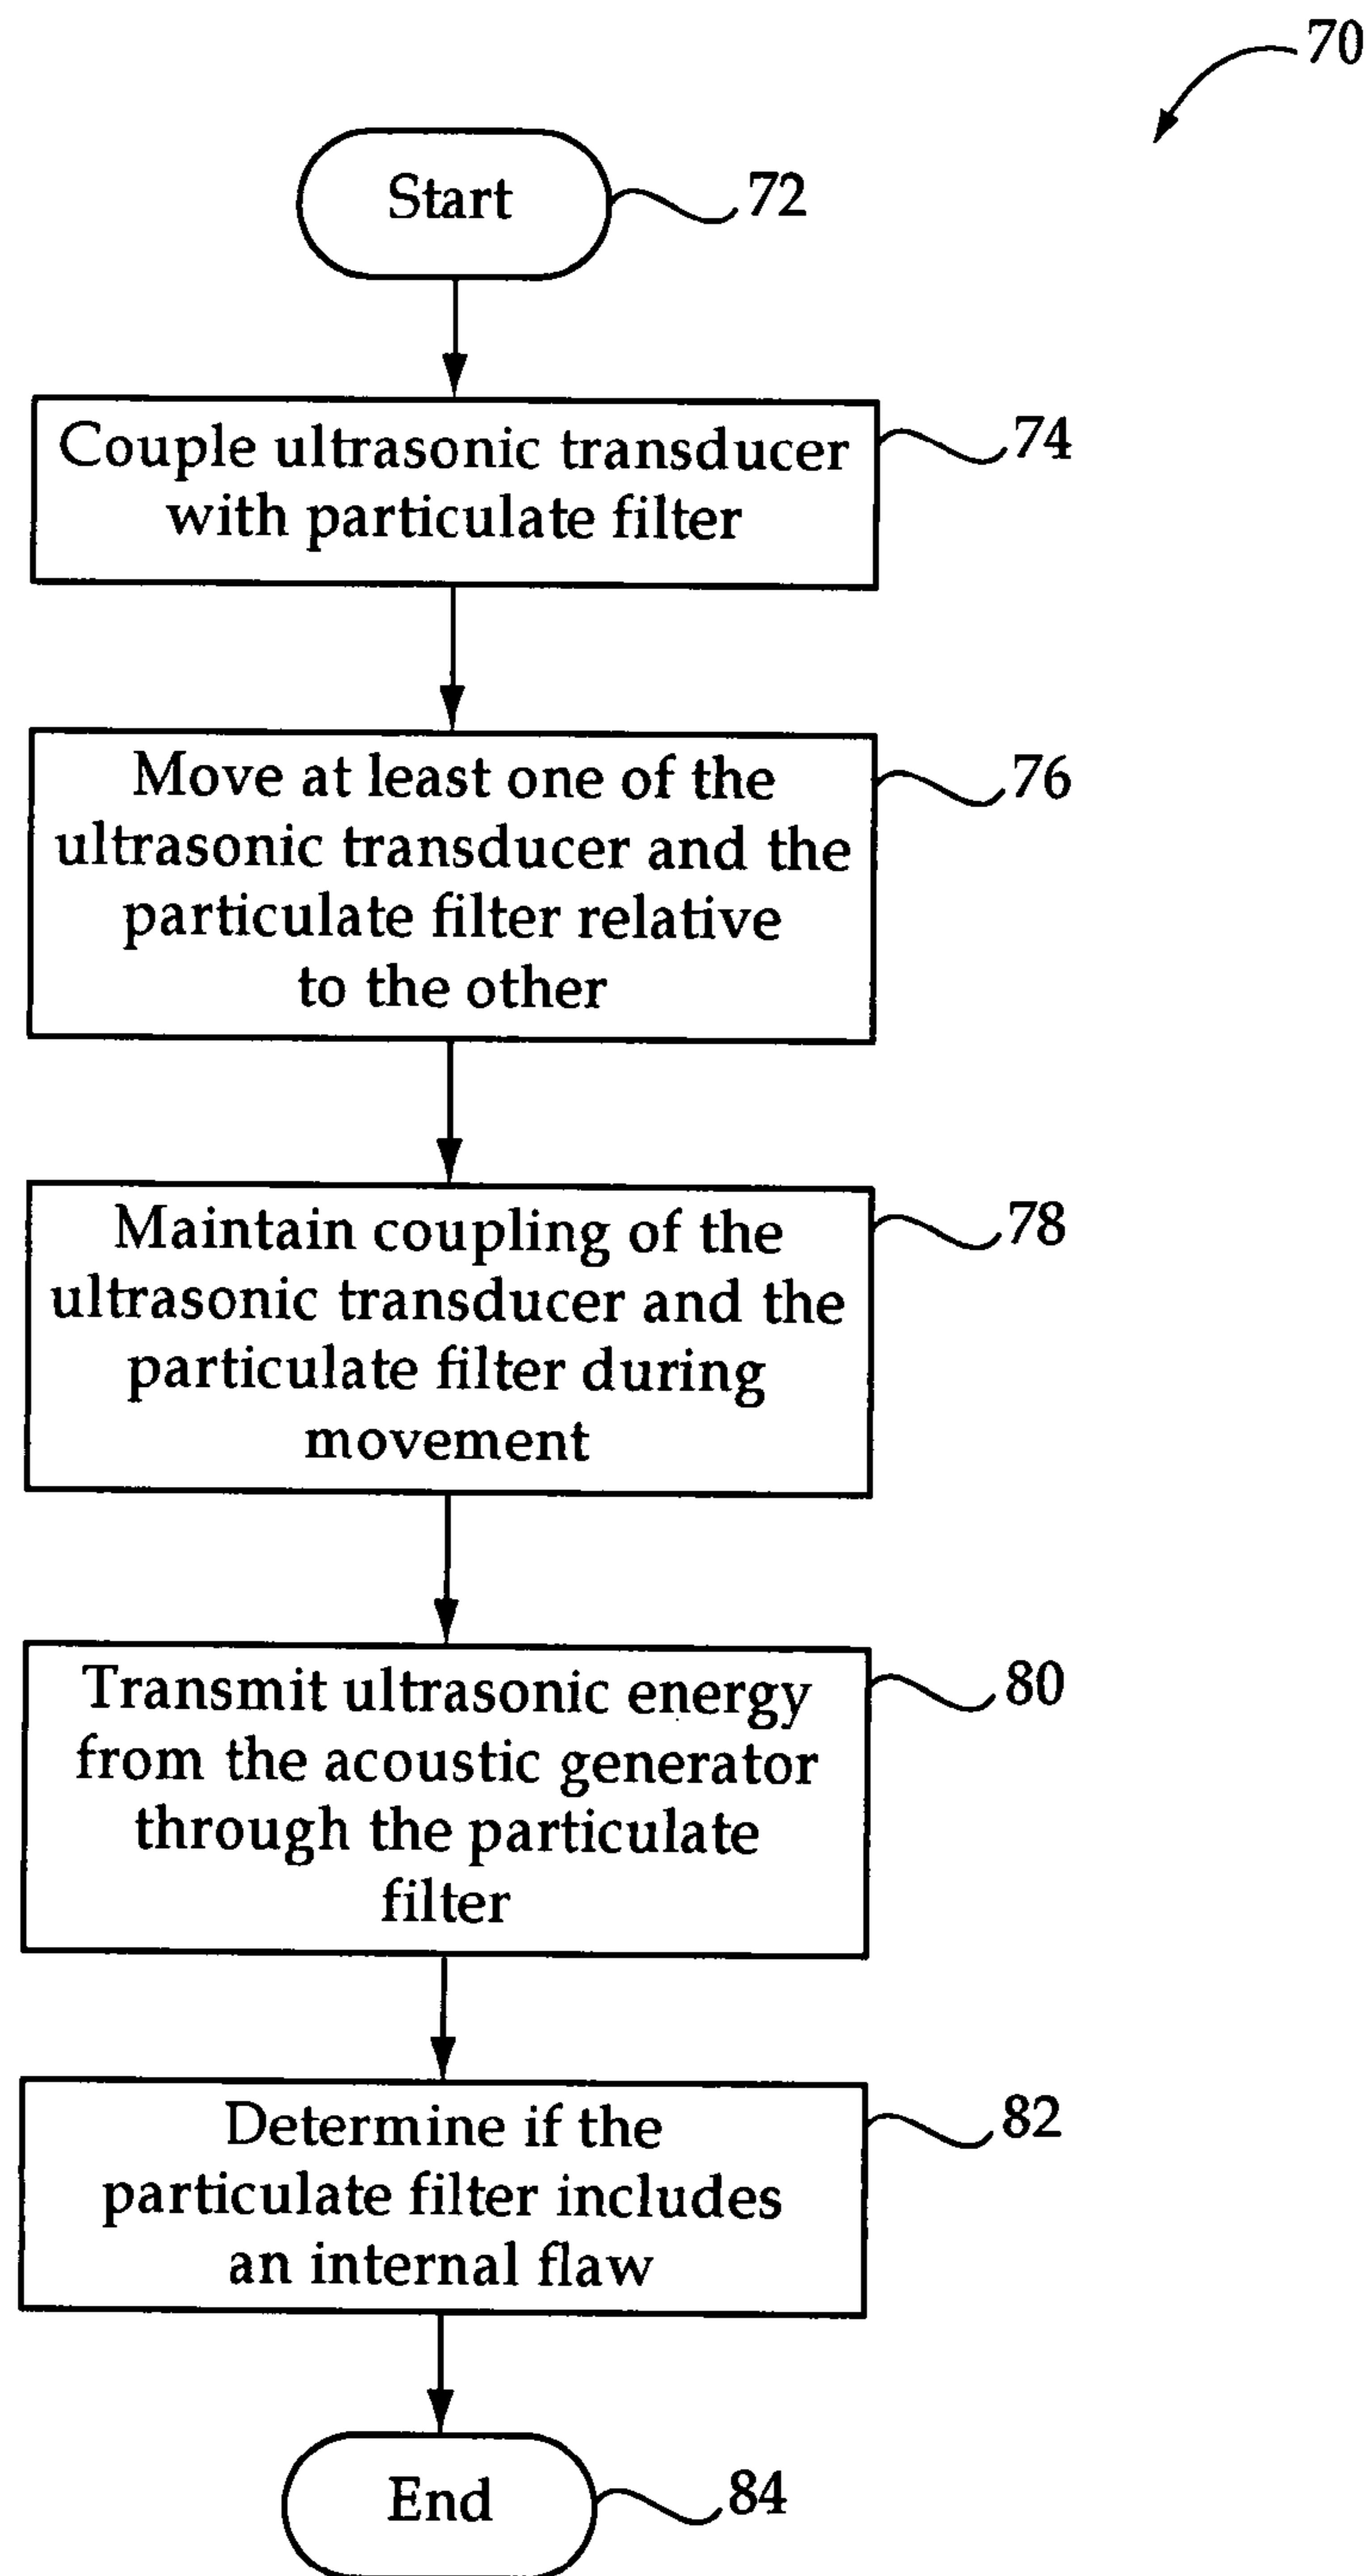 70
Start
72
Couple ultrasonic transducer
with particulate filter
74
Move at least one of the
ultrasonic transducer and the
particulate filter relative
to the other
76
Maintain coupling of the
ultrasonic transducer and the
particulate filter during
movement
78
Transmit ultrasonic energy
from the acoustic generator
through the particulate
filter
80
Determine if the
particulate filter includes
an internal flaw
82
End
84